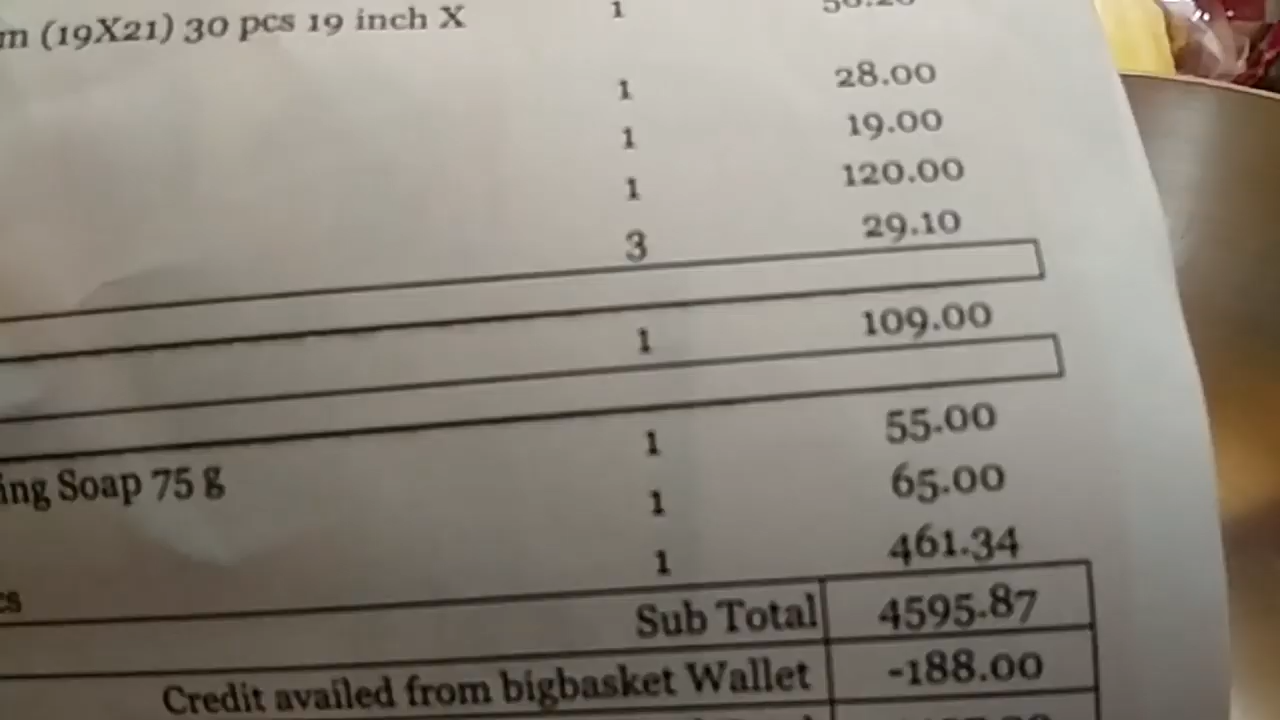 m (19X21) 30 pcs 19 inch X 1
1 28.00
1 19.00
1 120.00
3 29.10
1 109.00
1 55.00
ing Soap 75 g 1 65.00
1 461.34
cs
Sub Total 4595.87
Credit availed from bigbasket Wallet -188.00